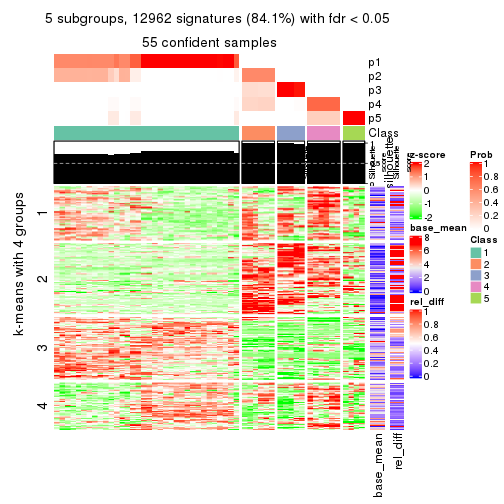 5 subgroups, 12962 signatures (84.1%) with fdr < 0.05
55 confident samples
p1
p2
p3
p4
p5
Class
Silhouette
silhouette
Silhouette
z-score
2
1
0
-1
-2
Prob
1
0.8
0.6
0.4
0.2
0
base_mean
8
6
4
2
0
Class
1
2
3
4
5
rel_diff
1
0.8
0.6
0.4
0.2
0
k-means with 4 groups
1
2
3
4
base_mean
rel_diff